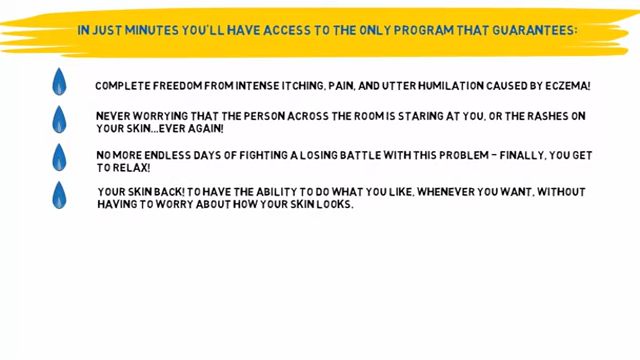 IN JUST MINUTES YOU'LL HAVE ACCESS TO THE ONLY PROGRAM THAT GUARANTEES:
COMPLETE FREEDOM FROM INTENSE ITCHING, PAIN, AND UTTER HUMILATION CAUSED BY ECZEMA!
NEVER WORRYING THAT THE PERSON ACROSS THE ROOM IS STARING AT YOU, OR THE RASHES ON
YOUR SKIN...EVER AGAIN!
NO MORE ENDLESS DAYS OF FIGHTING A LOSING BATTLE WITH THIS PROBLEM – FINALLY, YOU GET
TO RELAX!
YOUR SKIN BACK! TO HAVE THE ABILITY TO DO WHAT YOU LIKE, WHENEVER YOU WANT, WITHOUT
HAVING TO WORRY ABOUT HOW YOUR SKIN LOOKS.